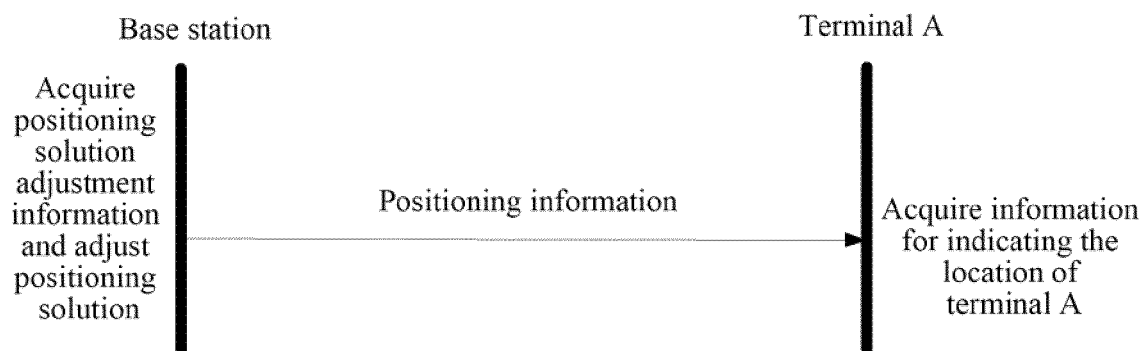 Base station
Terminal A
Acquire
positioning
solution
adjustment
information
and adjust
positioning
solution
Positioning information
Acquire information
for indicating the
location of
terminal A